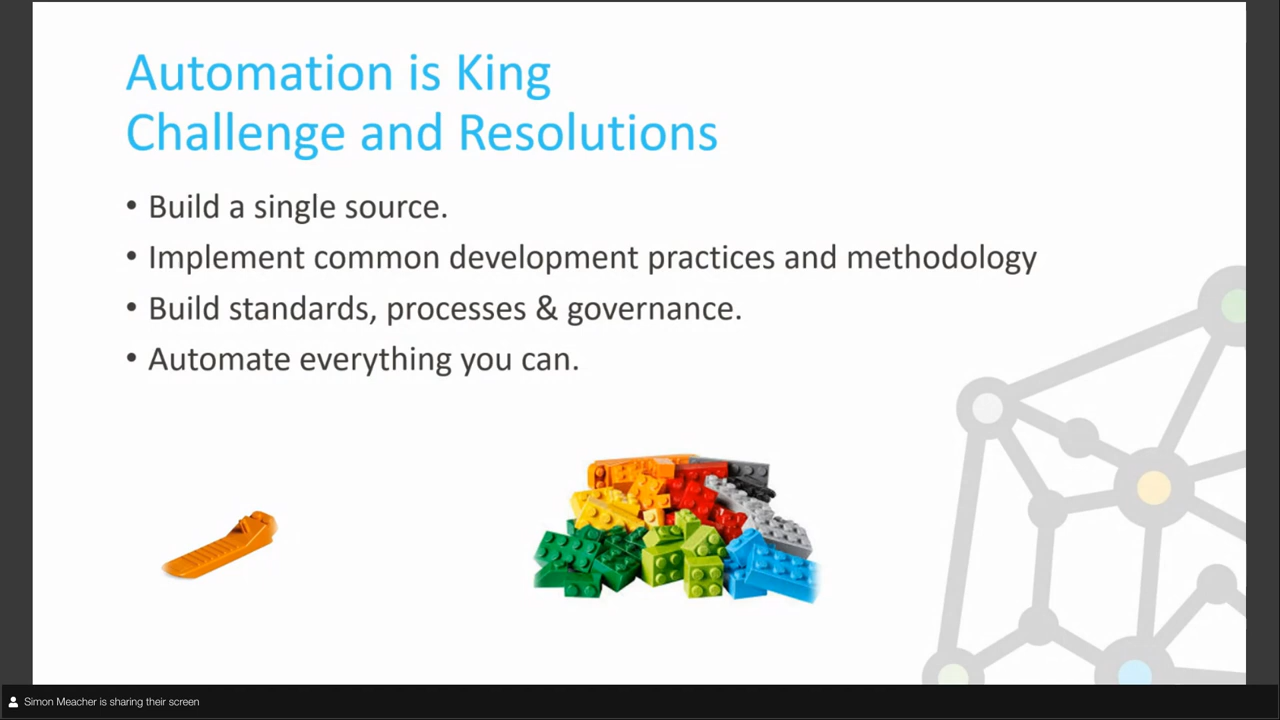 Automation is King
Challenge and Resolutions
• Build a single source.
• Implement common development practices and methodology
• Build standards, processes & governance.
• Automate everything you can.
Simon Meacher is sharing their screen